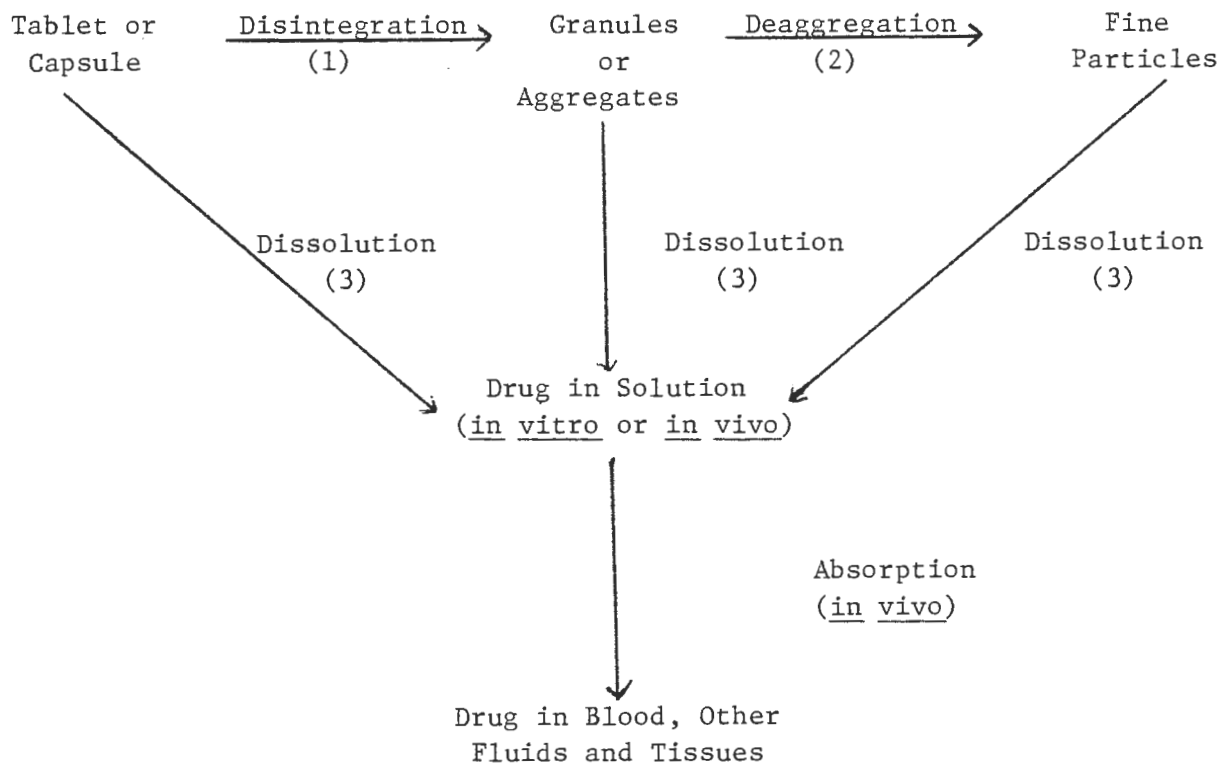 Tablet or
Capsule
Disintegration
(1)
Granules
or
Aggregates
Deaggregation
(2)
Fine
Particles
Dissolution
(3)
Dissolution
(3)
Dissolution
(3)
Drug in Solution
(in vitro or in vivo)
Absorption
(in vivo)
Drug in Blood, Other
Fluids and Tissues